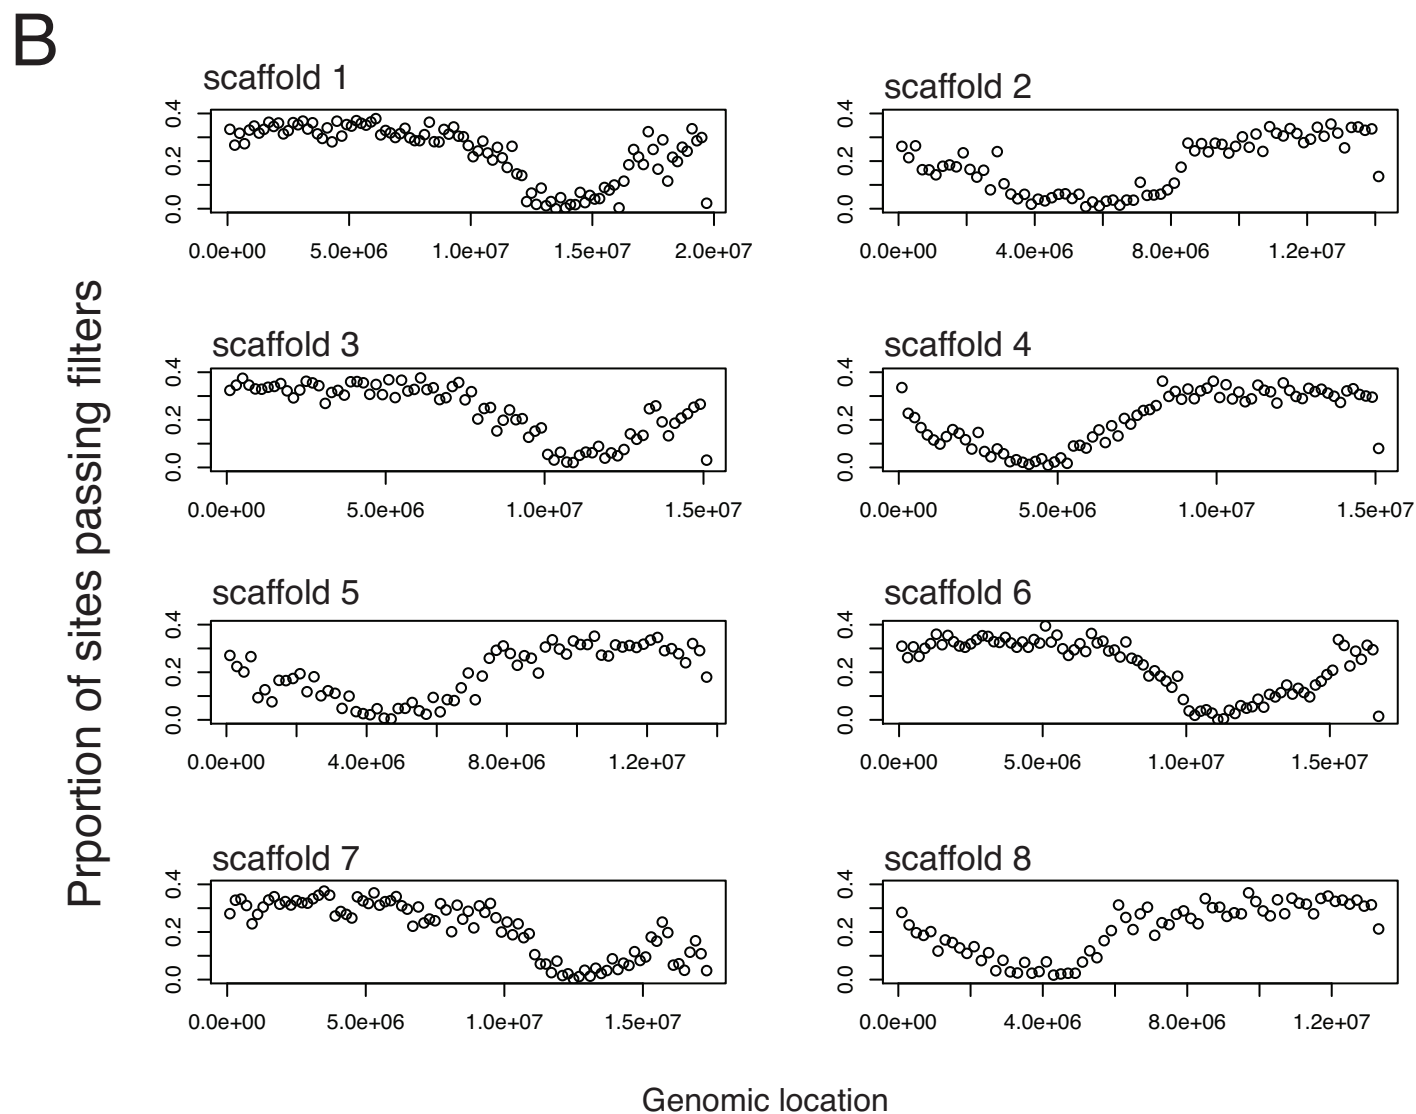 B
scaffold 1
0.0 0.2 0.4
0.0e+00 5.0e+06 1.0e+07 1.5e+07 2.0e+07
scaffold 2
0.0 0.2 0.4
0.0e+00 4.0e+06 8.0e+06 1.2e+07
Prportion of sites passing filters
scaffold 3
0.0 0.2 0.4
0.0e+00 5.0e+06 1.0e+07 1.5e+07
scaffold 4
0.0 0.2 0.4
0.0e+00 5.0e+06 1.0e+07 1.5e+07
scaffold 5
0.0 0.2 0.4
0.0e+00 4.0e+06 8.0e+06 1.2e+07
scaffold 6
0.0 0.2 0.4
0.0e+00 5.0e+06 1.0e+07 1.5e+07
scaffold 7
0.0 0.2 0.4
0.0e+00 5.0e+06 1.0e+07 1.5e+07
scaffold 8
0.0 0.2 0.4
0.0e+00 4.0e+06 8.0e+06 1.2e+07
Genomic location